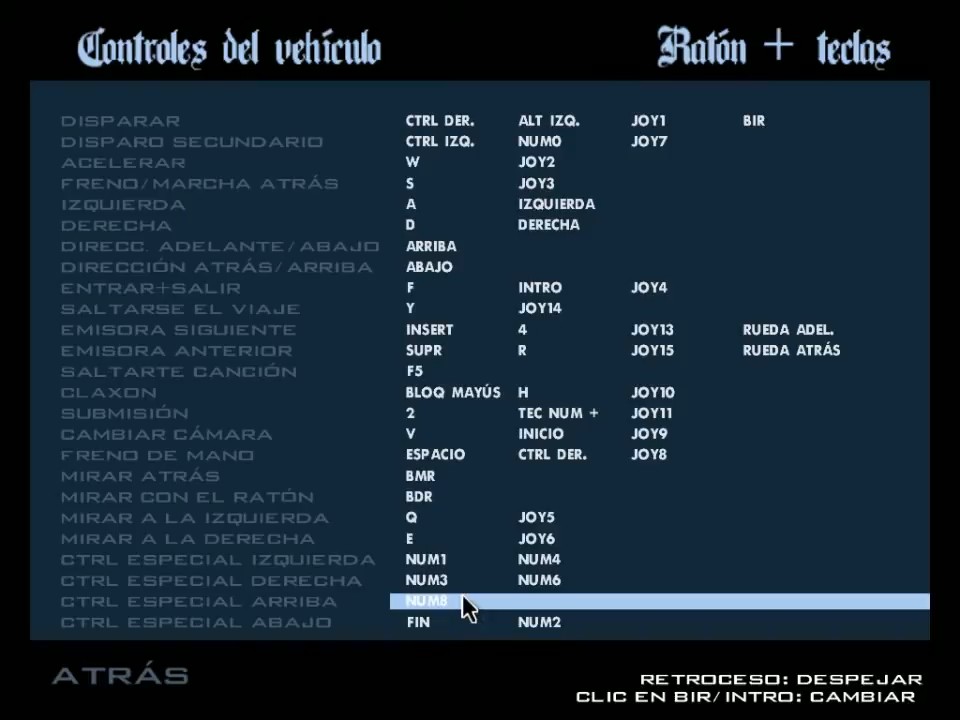 Controles del vehículo Ratón + teclas
DISPARAR CTRL DER. ALT IZQ. JOY1 BIR
DISPARO SECUNDARIO CTRL IZQ. NUM0 JOY7
ACELERAR W JOY2
FRENO/MARCHA ATRÁS S JOY3
IZQUIERDA A IZQUIERDA
DERECHA D DERECHA
DIRECC. ADELANTE/ABAJO ARRIBA
DIRECCIÓN ATRÁS/ARRIBA ABAJO
ENTRAR+SALIR F INTRO JOY4
SALTARSE EL VIAJE Y JOY14
EMISORA SIGUIENTE INSERT 4 JOY13 RUEDA ADEL.
EMISORA ANTERIOR SUPR R JOY15 RUEDA ATRÁS
SALTARTE CANCIÓN F5
CLAXON BLOQ MAYÚS H JOY10
SUBMISIÓN 2 TEC NUM + JOY11
CAMBIAR CÁMARA V INICIO JOY9
FRENO DE MANO ESPACIO CTRL DER. JOY8
MIRAR ATRÁS BMR
MIRAR CON EL RATÓN BDR
MIRAR A LA IZQUIERDA Q JOY5
MIRAR A LA DERECHA E JOY6
CTRL ESPECIAL IZQUIERDA NUM1 NUM4
CTRL ESPECIAL DERECHA NUM3 NUM6
CTRL ESPECIAL ARRIBA NUM8
CTRL ESPECIAL ABAJO FIN NUM2
ATRÁS RETROCESO: DESPEJAR
CLIC EN BIR/INTRO: CAMBIAR